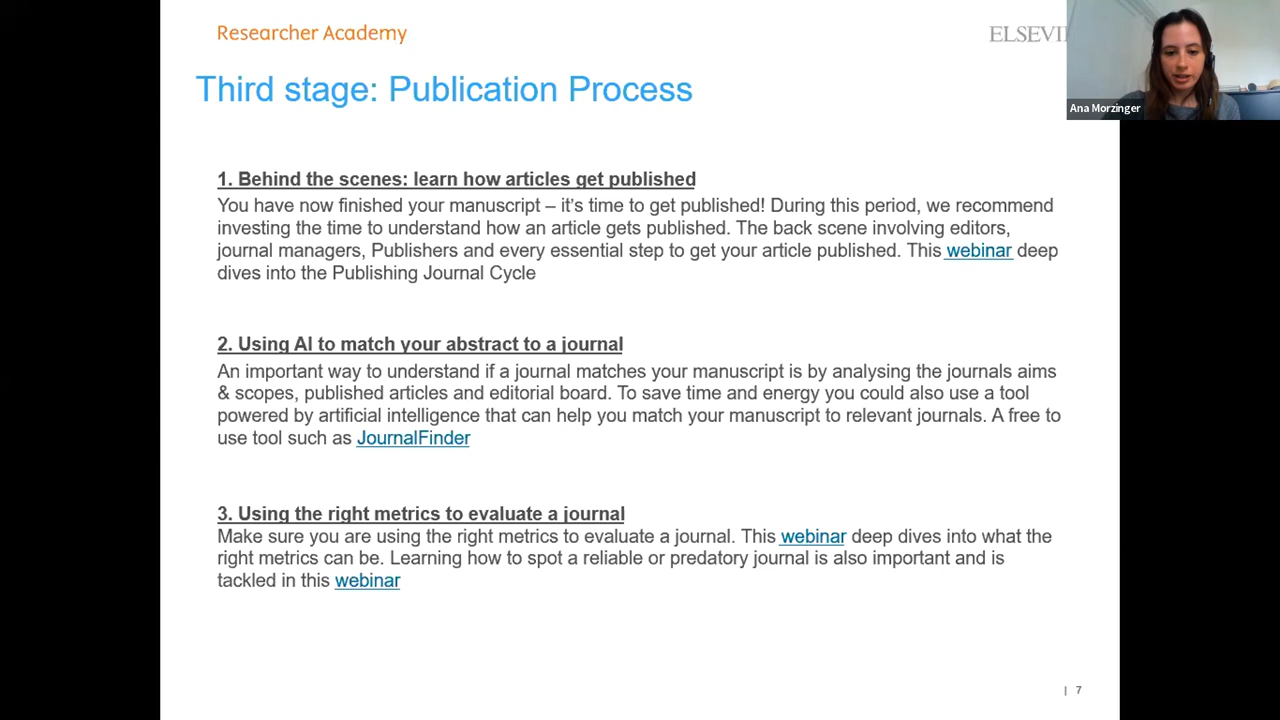 Researcher Academy
ELSEVI
Ana Morzinger
Third stage: Publication Process
1. Behind the scenes: learn how articles get published
You have now finished your manuscript – it’s time to get published! During this period, we recommend
investing the time to understand how an article gets published. The back scene involving editors,
journal managers, Publishers and every essential step to get your article published. This webinar deep
dives into the Publishing Journal Cycle
2. Using AI to match your abstract to a journal
An important way to understand if a journal matches your manuscript is by analysing the journals aims
& scopes, published articles and editorial board. To save time and energy you could also use a tool
powered by artificial intelligence that can help you match your manuscript to relevant journals. A free to
use tool such as JournalFinder
3. Using the right metrics to evaluate a journal
Make sure you are using the right metrics to evaluate a journal. This webinar deep dives into what the
right metrics can be. Learning how to spot a reliable or predatory journal is also important and is
tackled in this webinar
| 7